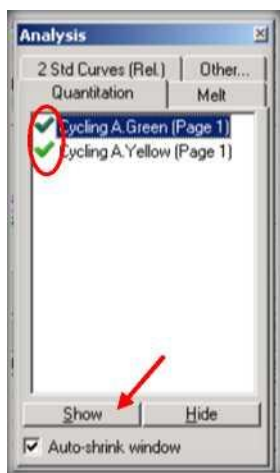 Analysis
2 Std Curves (Rel.) Other...
Quantitation Melt
Cycling A.Green (Page 1)
Cycling A.Yellow (Page 1)
Show Hide
Auto-shrink window